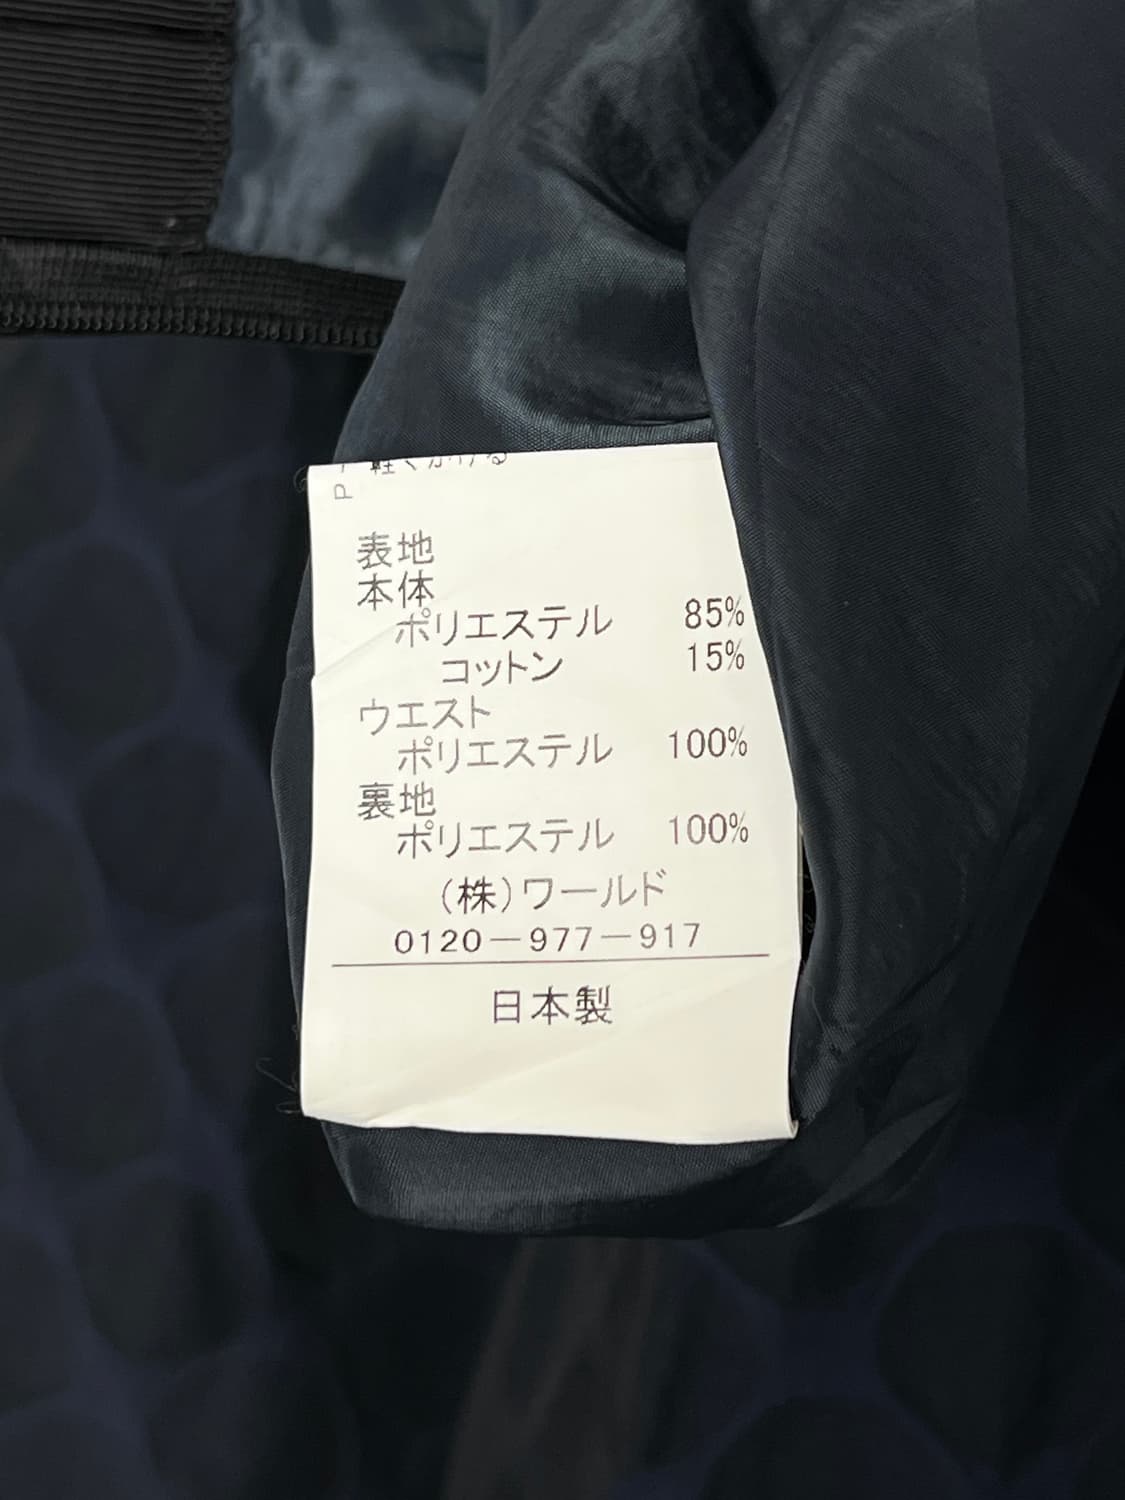 表地
本体
ポリエステル 85%
コットン 15%
ウエスト
ポリエステル 100%
裏地
ポリエステル 100%
(株)ワールド
0120-977-917
日本製